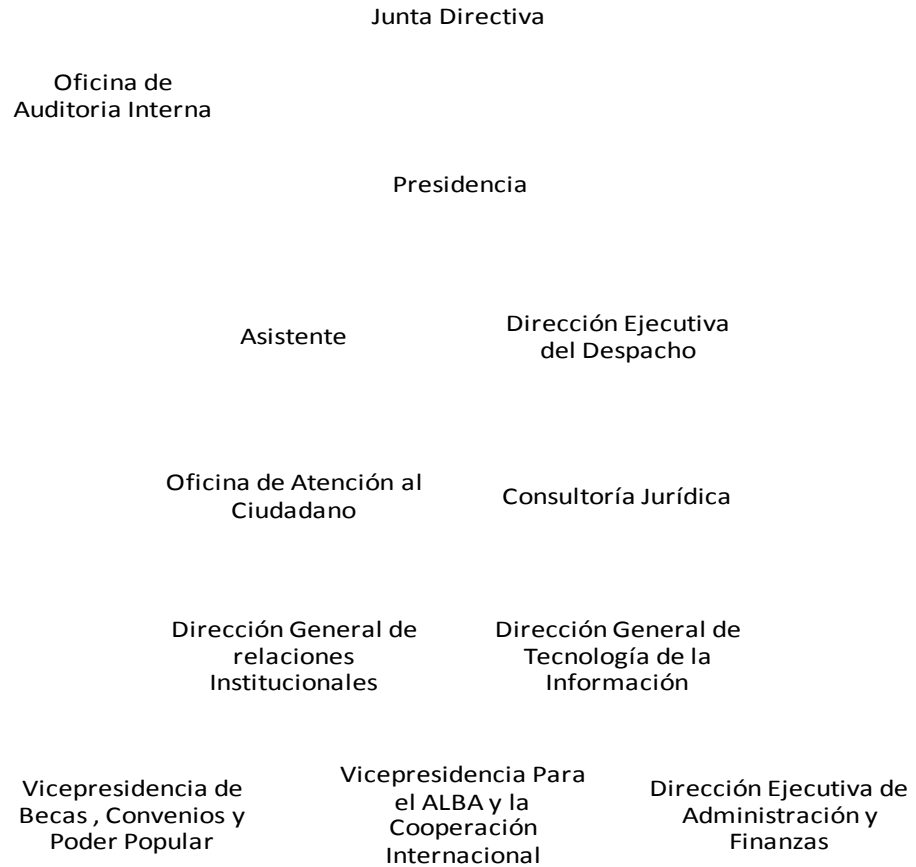 Junta Directiva
Oficina de
Auditoria Interna
Presidencia
Asistente
Dirección Ejecutiva
del Despacho
Oficina de Atención al
Ciudadano
Consultoría Jurídica
Dirección General de
relaciones
Institucionales
Dirección General de
Tecnología de la
Información
Vicepresidencia de
Becas , Convenios y
Poder Popular
Vicepresidencia Para
el ALBA y la
Cooperación
Internacional
Dirección Ejecutiva de
Administración y
Finanzas